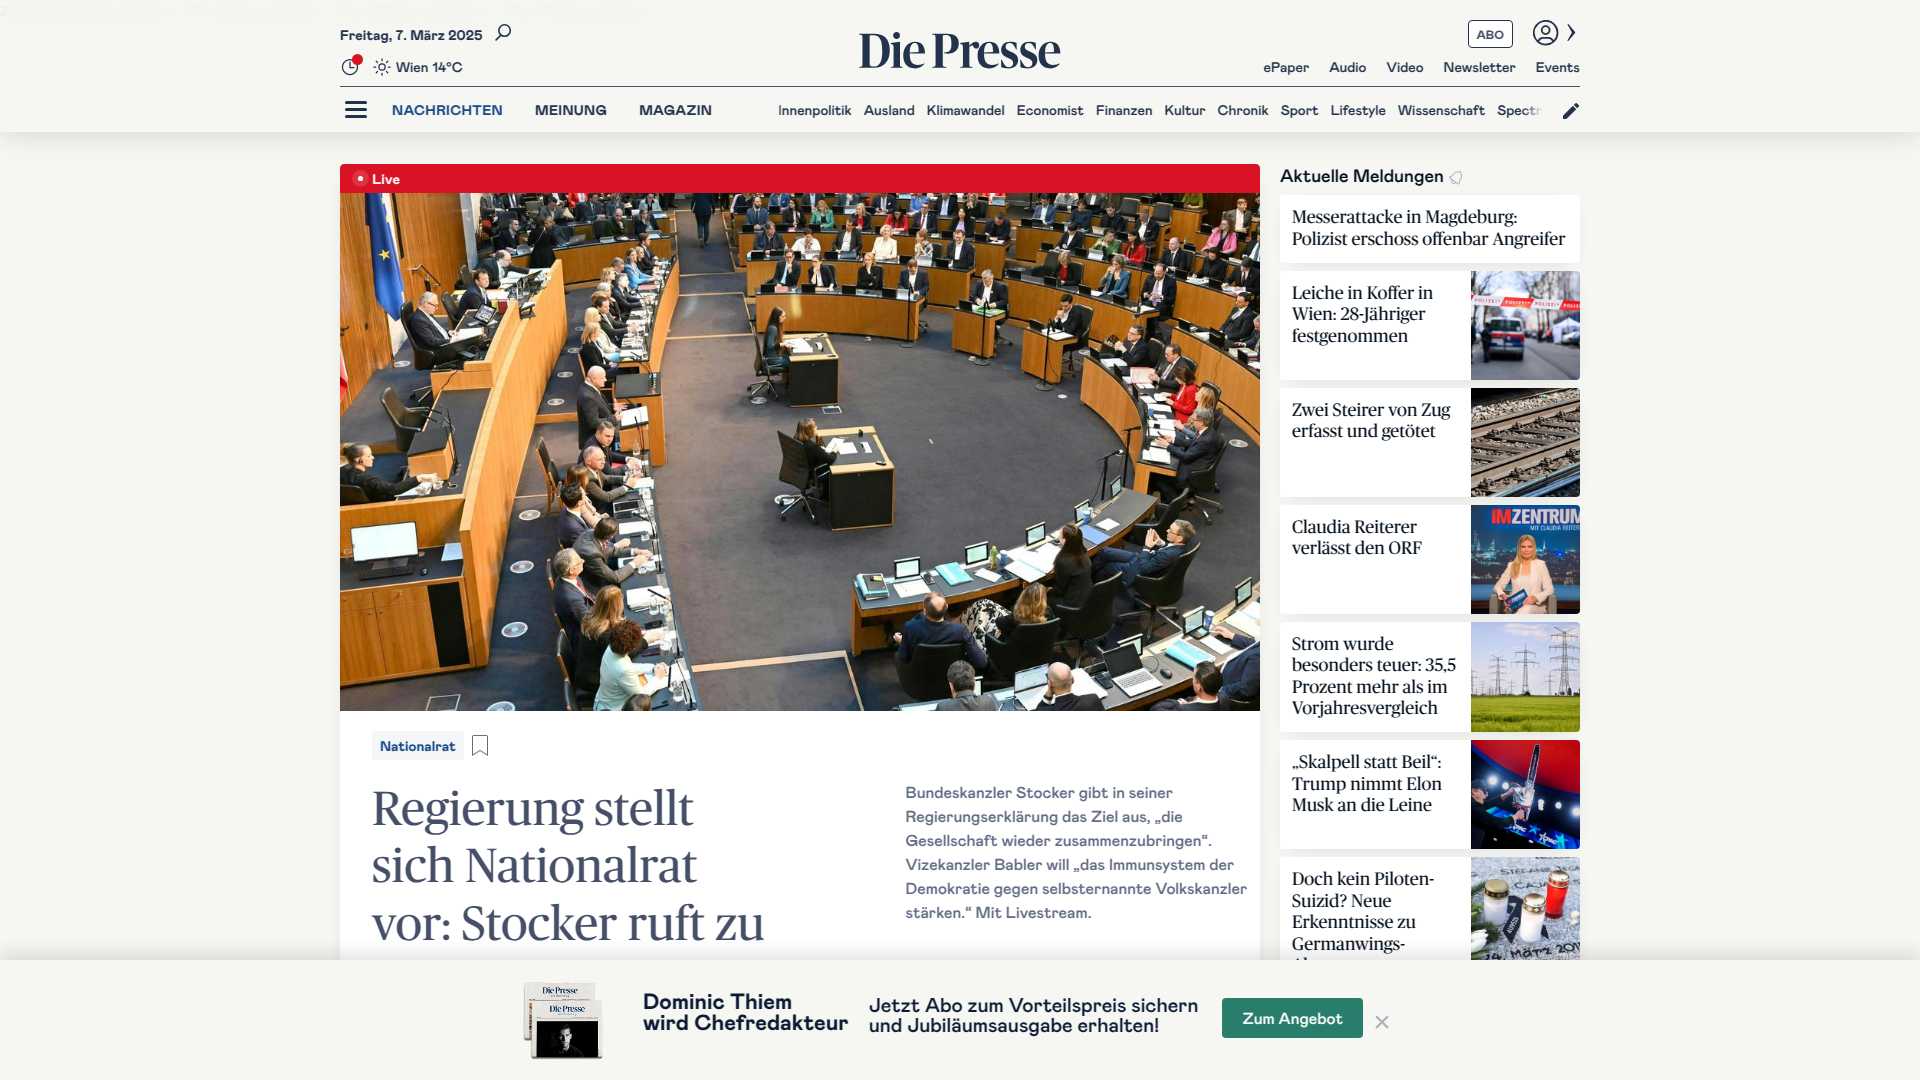 Freitag, 7. März 2025
Wien 14°C
Die Presse
ABO
ePaper Audio Video Newsletter Events
NACHRICHTEN MEINUNG MAGAZIN
Innenpolitik Ausland Klimawandel Economist Finanzen Kultur Chronik Sport Lifestyle Wissenschaft
Live
Nationalrat
Regierung stellt
sich Nationalrat
vor: Stocker ruft zu
Bundeskanzler Stocker gibt in seiner
Regierungserklärung das Ziel aus, „die
Gesellschaft wieder zusammenzubringen“.
Vizekanzler Babler will „das Immunsystem der
Demokratie gegen selbsternannte Volkskanzler
stärken.“ Mit Livestream.
Aktuelle Meldungen
Messerattacke in Magdeburg:
Polizist erschoss offenbar Angreifer
Leiche in Koffer in
Wien: 28-Jähriger
festgenommen
Zwei Steirer von Zug
erfasst und getötet
Claudia Reiterer
verlässt den ORF
IMZENTRUM
MIT CLAUDIA REITERER
Strom wurde
besonders teuer: 35,5
Prozent mehr als im
Vorjahresvergleich
„Skalpell statt Beil“:
Trump nimmt Elon
Musk an die Leine
Doch kein Piloten-
Suizid? Neue
Erkenntnisse zu
Germanwings-
Die Presse
Die Presse
Dominic Thiem
wird Chefredakteur
Jetzt Abo zum Vorteilspreis sichern
und Jubiläumsausgabe erhalten!
Zum Angebot